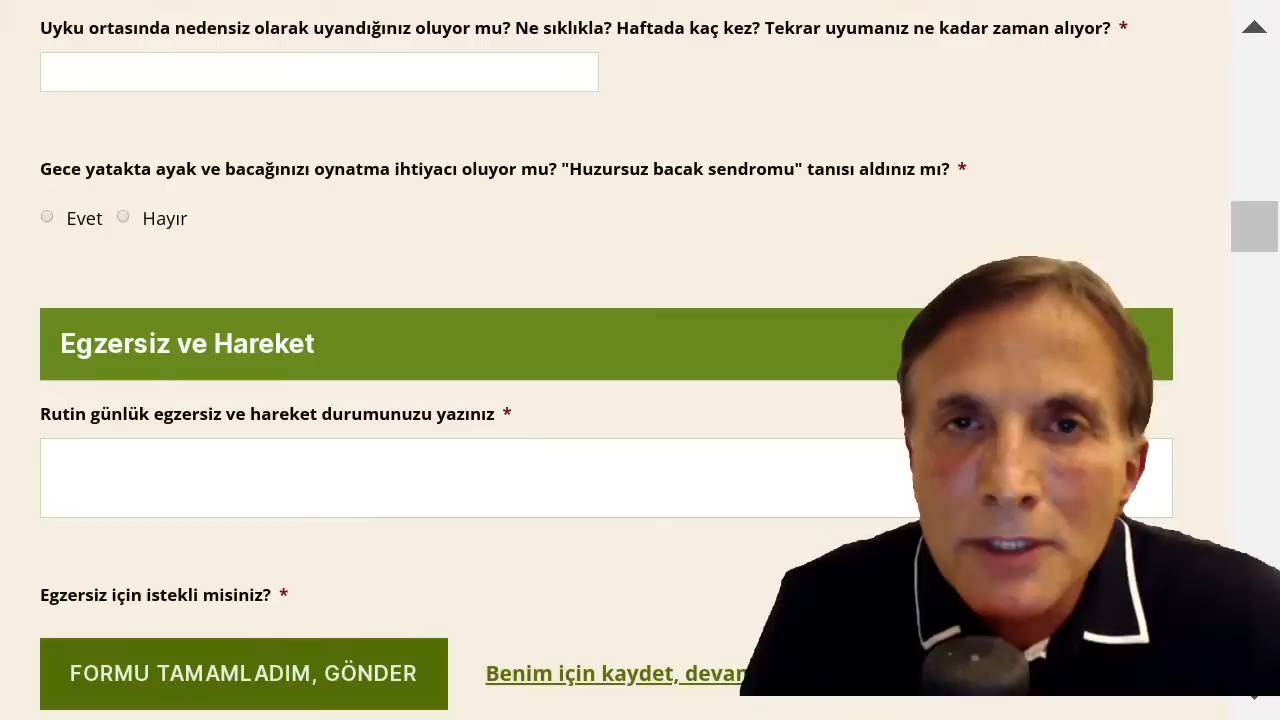 Uyku ortasında nedensiz olarak uyandığınız oluyor mu? Ne sıklıkla? Haftada kaç kez? Tekrar uyumanız ne kadar zaman alıyor? *
Gece yatakta ayak ve bacağınızı oynatma ihtiyacı oluyor mu? "Huzursuz bacak sendromu" tanısı aldınız mı? *
Evet Hayır
Egzersiz ve Hareket
Rutin günlük egzersiz ve hareket durumunuzu yazınız *
Egzersiz için istekli misiniz? *
FORMU TAMAMLADIM, GÖNDER
Benim için kaydet,